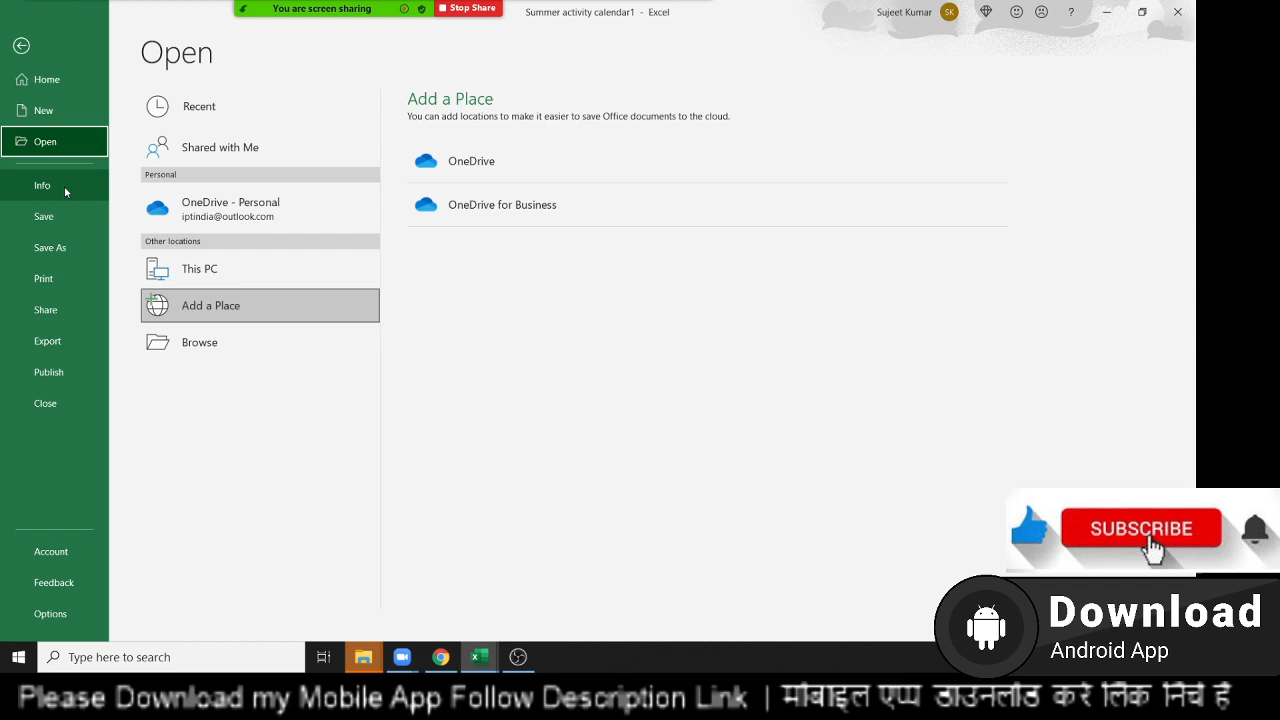 You are screen sharing
Stop Share
Summer activity calendar1 - Excel
Sujeet Kumar
SK
?
Open
Home
New
Open
Info
Save
Save As
Print
Share
Export
Publish
Close
Account
Feedback
Options
Recent
Shared with Me
Personal
OneDrive - Personal
iptindia@outlook.com
Other locations
This PC
Add a Place
Browse
Add a Place
You can add locations to make it easier to save Office documents to the cloud.
OneDrive
OneDrive for Business
SUBSCRIBE
Download
Android App
Type here to search
Please Download my Mobile App Follow Description Link | मोबाइल एप्प डाउनलोड करे लिंक निचे है